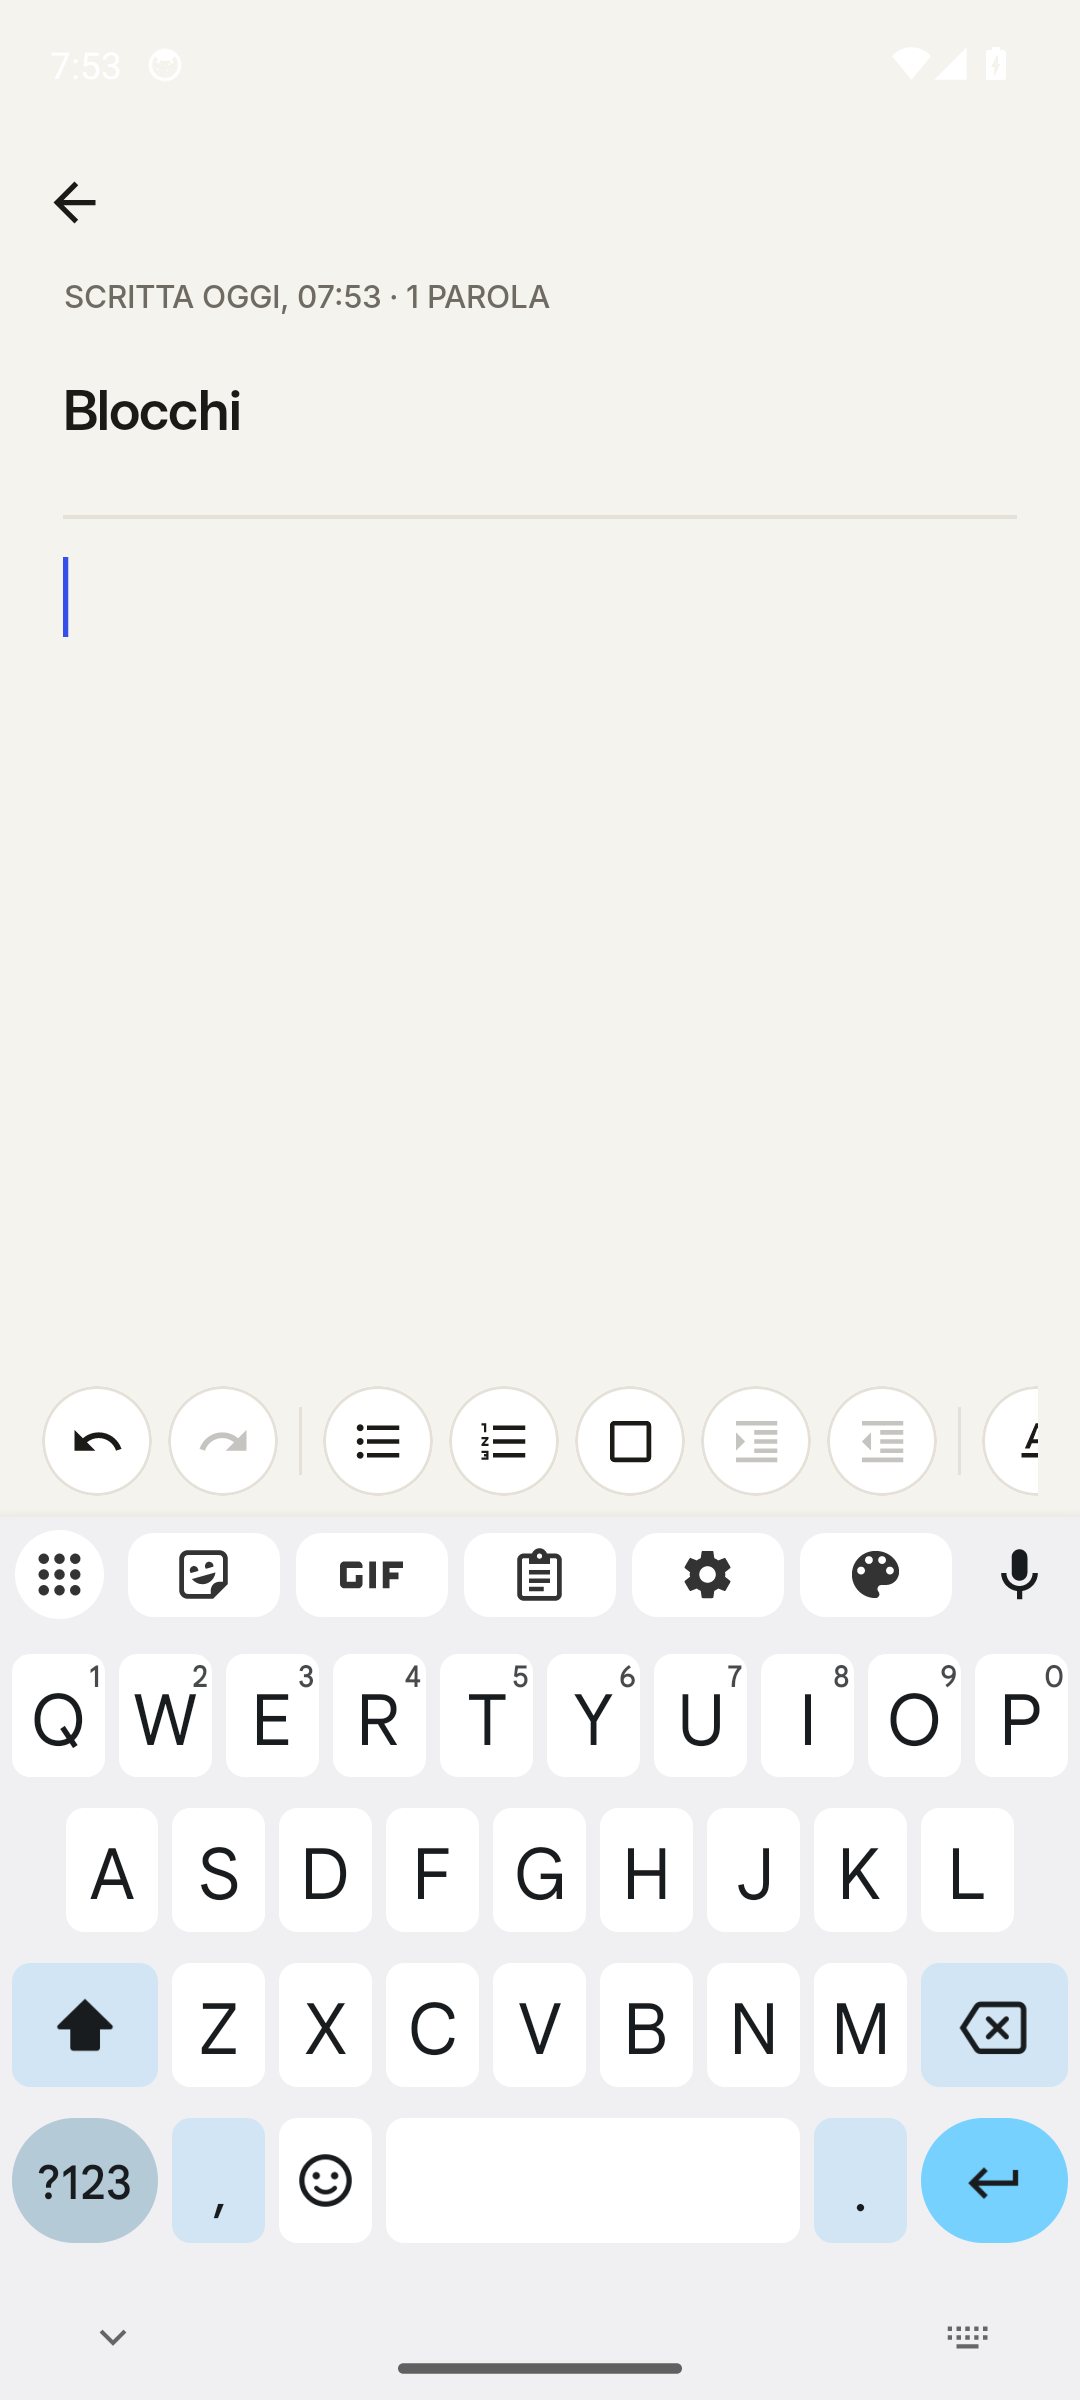 7:53
SCRITTA OGGI, 07:53 · 1 PAROLA
Blocchi
GIF
Q 1 W 2 E 3 R 4 T 5 Y 6 U 7 I 8 O 9 P 0
A S D F G H J K L
Z X C V B N M
?123 , .